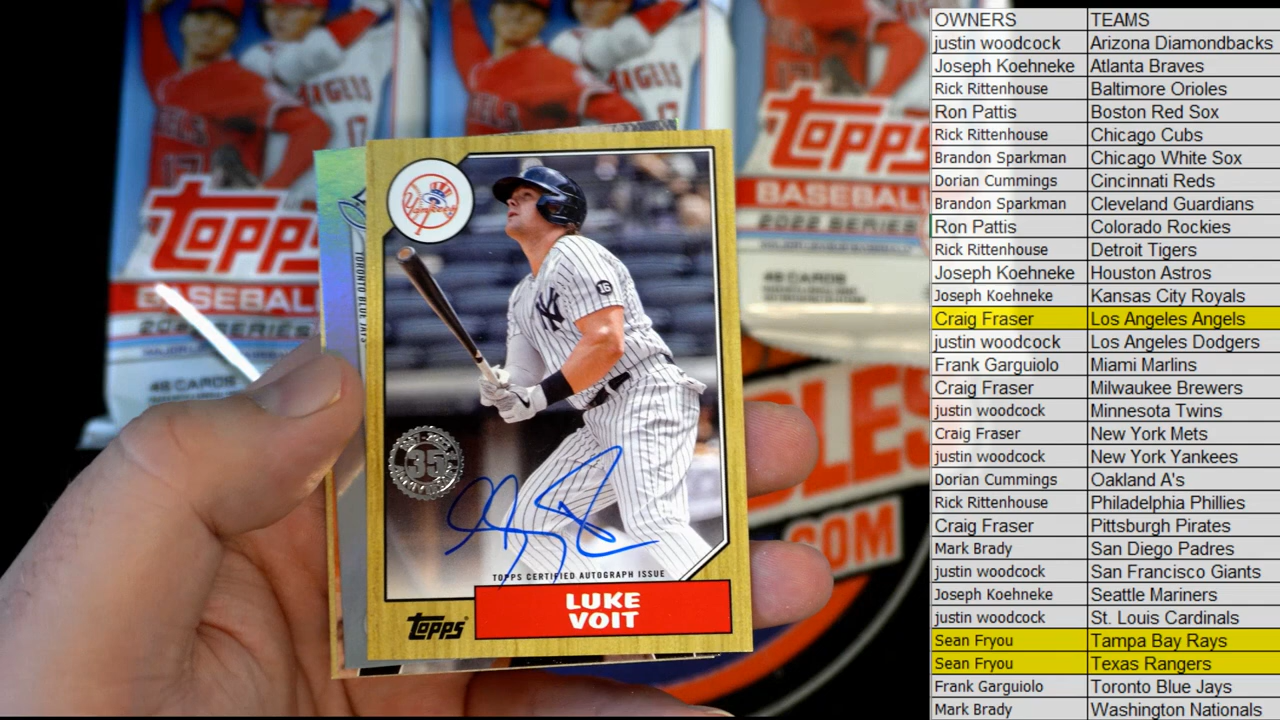 TOPPS
BASEBALL
48 CARDS
ANGELS
TOPPS
BASEBALL
2022 SERIES
48 CARDS
TORONTO BLUE JAYS
Yankees
NY
16
35
TOPPS CERTIFIED AUTOGRAPH ISSUE
LUKE
VOIT
Topps
.COM
OWNERS TEAMS
justin woodcock Arizona Diamondbacks
Joseph Koehneke Atlanta Braves
Rick Rittenhouse Baltimore Orioles
Ron Pattis Boston Red Sox
Rick Rittenhouse Chicago Cubs
Brandon Sparkman Chicago White Sox
Dorian Cummings Cincinnati Reds
Brandon Sparkman Cleveland Guardians
Ron Pattis Colorado Rockies
Rick Rittenhouse Detroit Tigers
Joseph Koehneke Houston Astros
Joseph Koehneke Kansas City Royals
Craig Fraser Los Angeles Angels
justin woodcock Los Angeles Dodgers
Frank Garguiolo Miami Marlins
Craig Fraser Milwaukee Brewers
justin woodcock Minnesota Twins
Craig Fraser New York Mets
justin woodcock New York Yankees
Dorian Cummings Oakland A's
Rick Rittenhouse Philadelphia Phillies
Craig Fraser Pittsburgh Pirates
Mark Brady San Diego Padres
justin woodcock San Francisco Giants
Joseph Koehneke Seattle Mariners
justin woodcock St. Louis Cardinals
Sean Fryou Tampa Bay Rays
Sean Fryou Texas Rangers
Frank Garguiolo Toronto Blue Jays
Mark Brady Washington Nationals